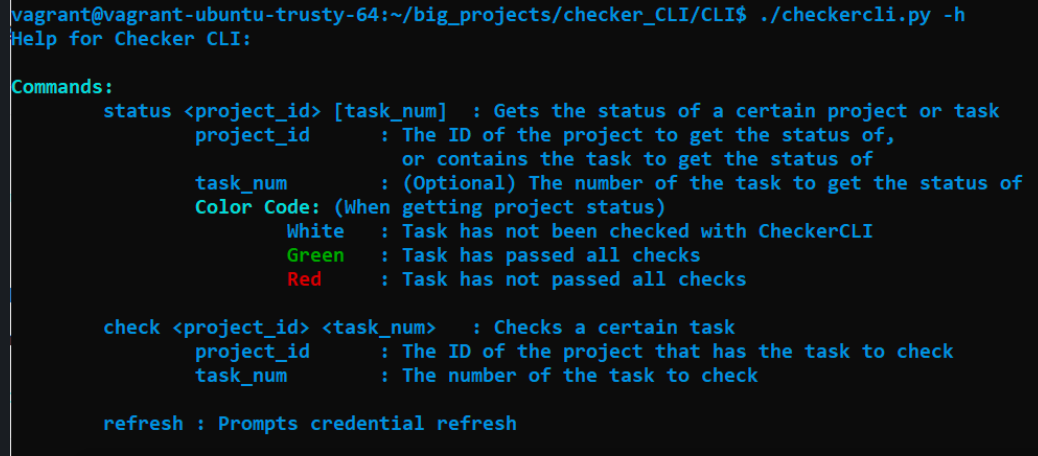 vagrant@vagrant-ubuntu-trusty-64:~/big_projects/checker_CLI/CLI$ ./checkercli.py -h
Help for Checker CLI:
Commands:
status <project_id> [task_num] : Gets the status of a certain project or task
project_id : The ID of the project to get the status of,
or contains the task to get the status of
task_num : (Optional) The number of the task to get the status of
Color Code: (When getting project status)
White : Task has not been checked with CheckerCLI
Green : Task has passed all checks
Red : Task has not passed all checks
check <project_id> <task_num> : Checks a certain task
project_id : The ID of the project that has the task to check
task_num : The number of the task to check
refresh : Prompts credential refresh